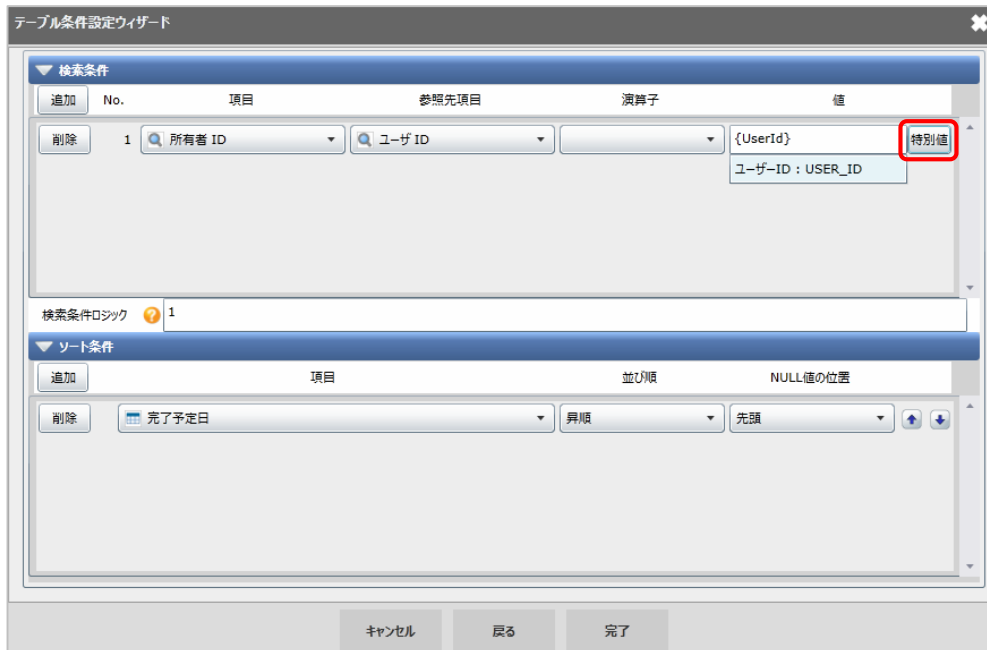 テーブル条件設定ウィザード
検索条件
追加 No. 項目 参照先項目 演算子 値
削除 1 所有者 ID ユーザ ID {UserId} 特別値
ユーザーID : USER_ID
検索条件ロジック 1
ソート条件
追加 項目 並び順 NULL値の位置
削除 完了予定日 昇順 先頭
キャンセル 戻る 完了